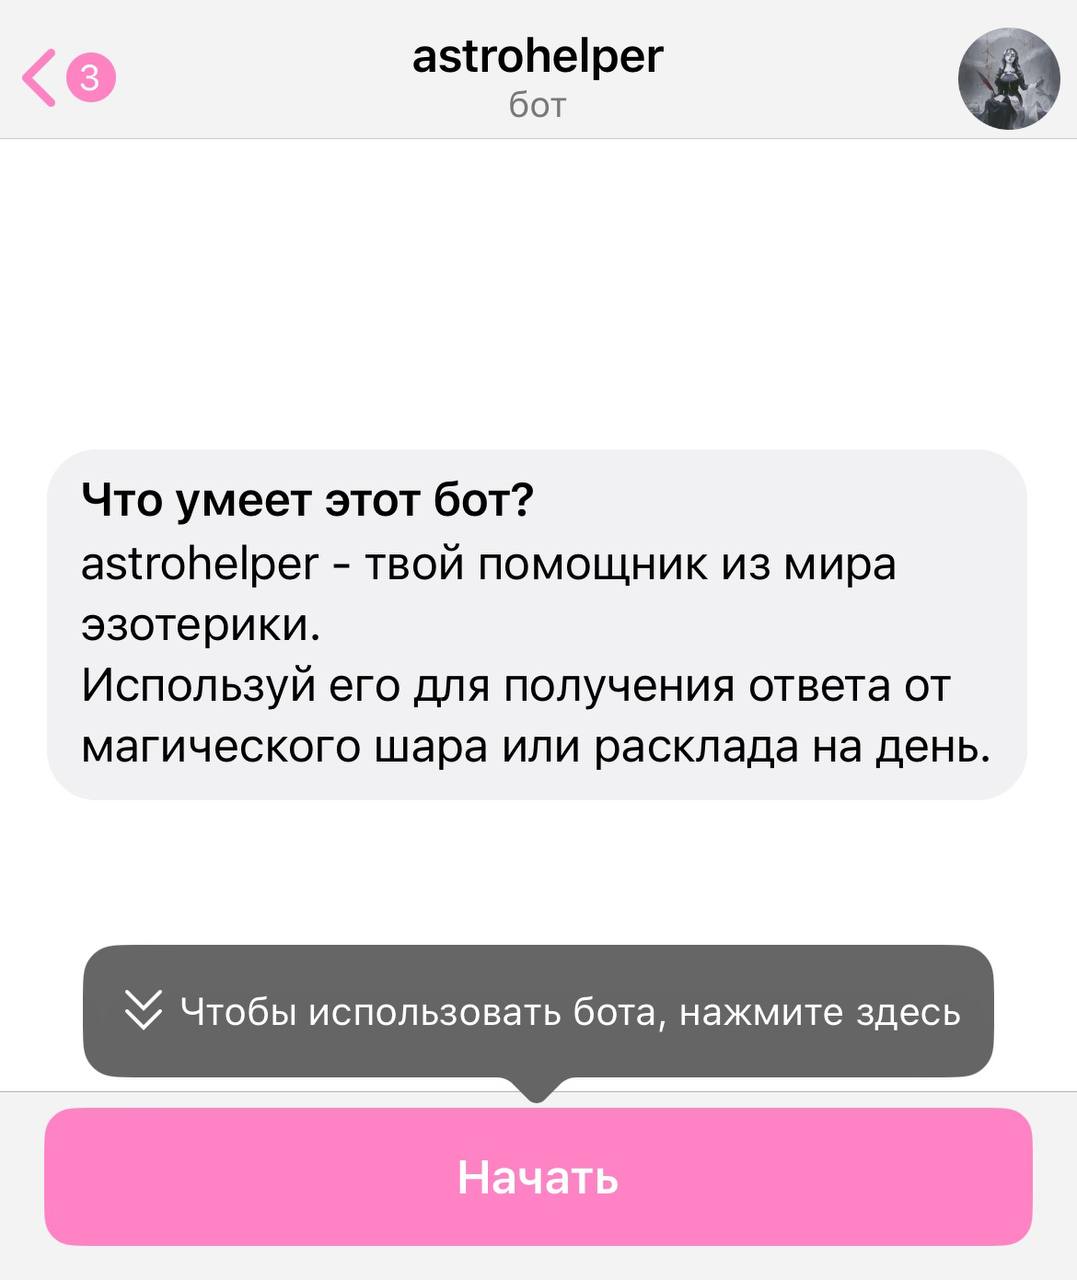 3
astrohelper
бот
Что умеет этот бот?
astrohelper - твой помощник из мира
эзотерики.
Используй его для получения ответа от
магического шара или расклада на день.
Чтобы использовать бота, нажмите здесь
Начать